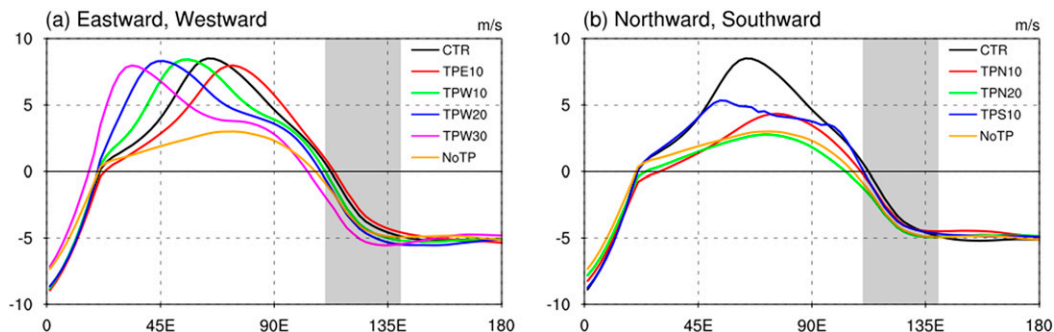 (a) Eastward, Westward
m/s
10
5
0
-5
-10
0
45E
90E
135E
180
CTR
TPE10
TPW10
TPW20
TPW30
NoTP
(b) Northward, Southward
m/s
10
5
0
-5
-10
0
45E
90E
135E
180
CTR
TPN10
TPN20
TPS10
NoTP